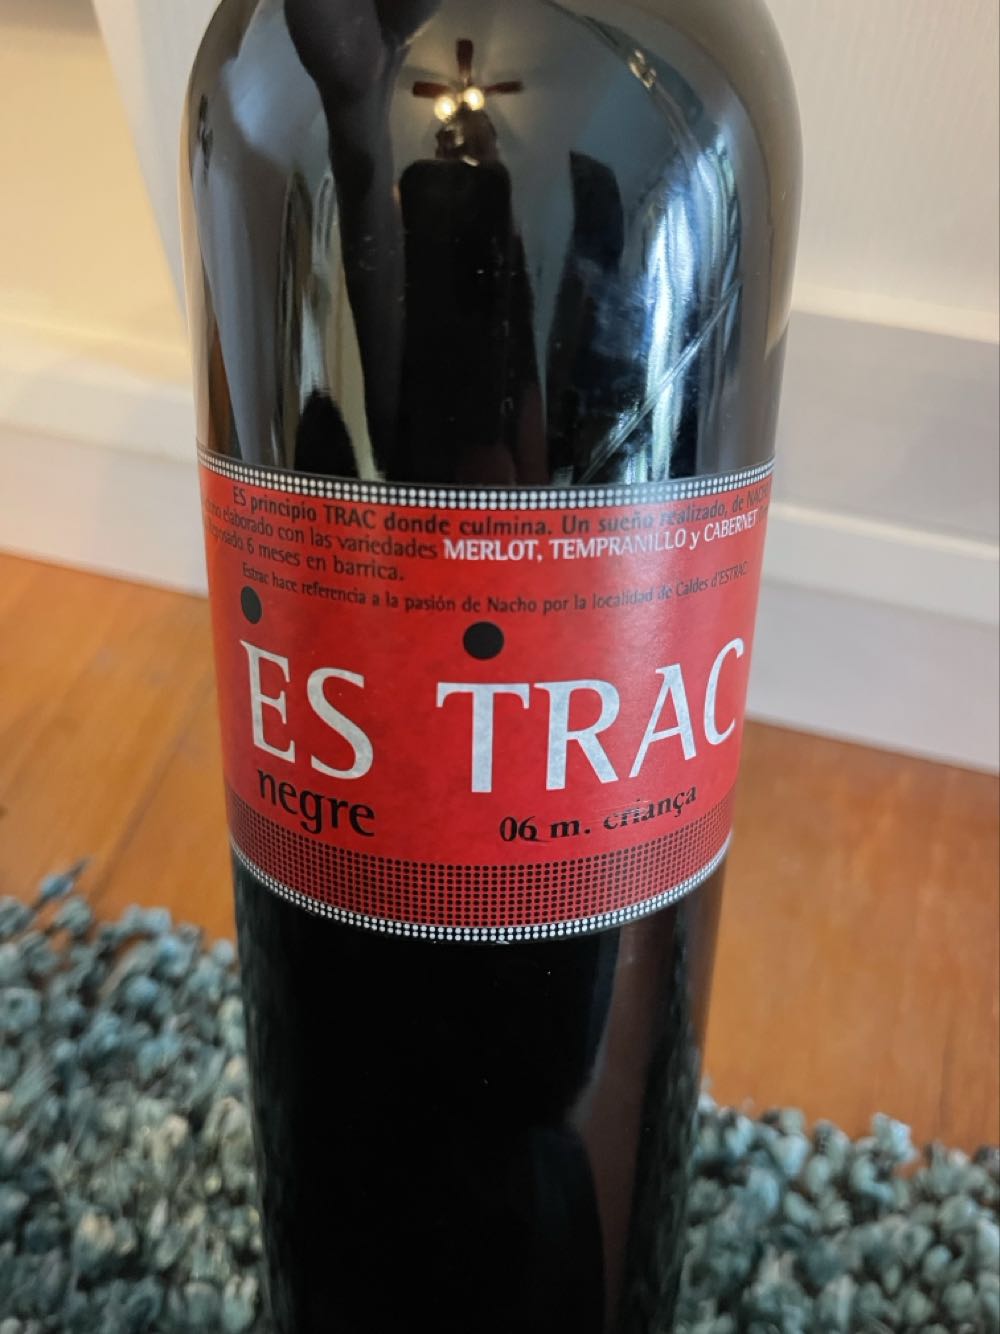 ES principio TRAC donde culmina. Un sueño realizado, de
elaborado con las variedades MERLOT, TEMPRANILLO y CABERNET
6 meses en barrica.
Estrac hace referencia a la pasión de Nacho por la localidad de Caldes d'ESTRAC.
ES TRAC
negre
06 m. criança